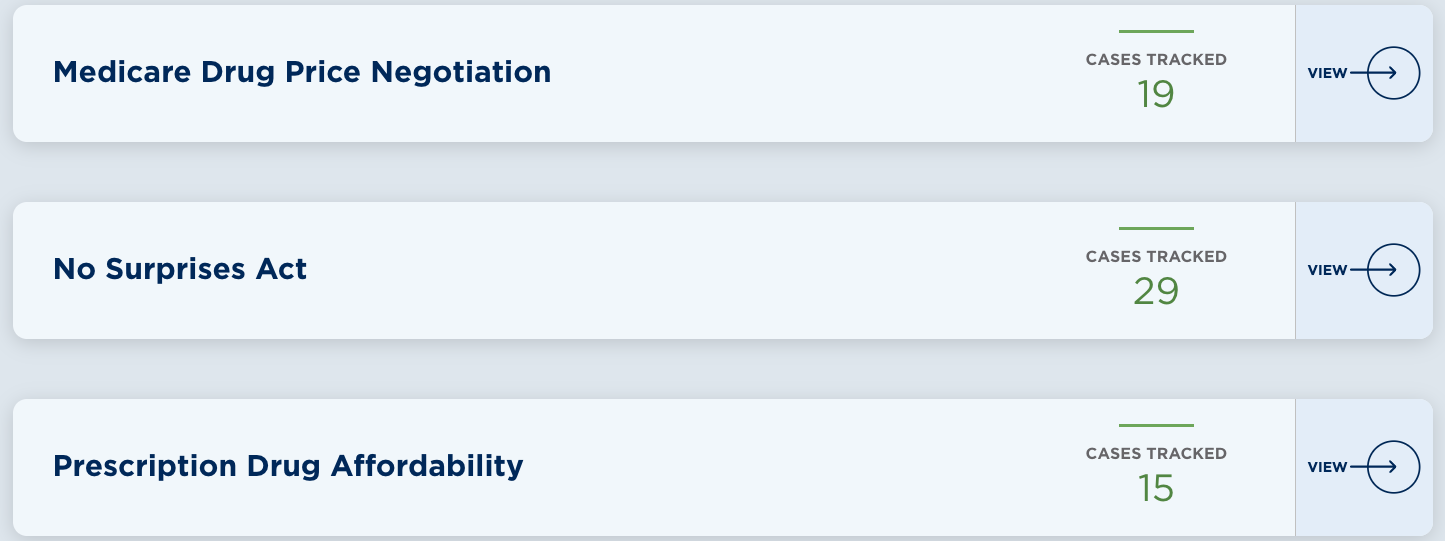 Medicare Drug Price Negotiation
CASES TRACKED
19
VIEW
No Surprises Act
CASES TRACKED
29
VIEW
Prescription Drug Affordability
CASES TRACKED
15
VIEW